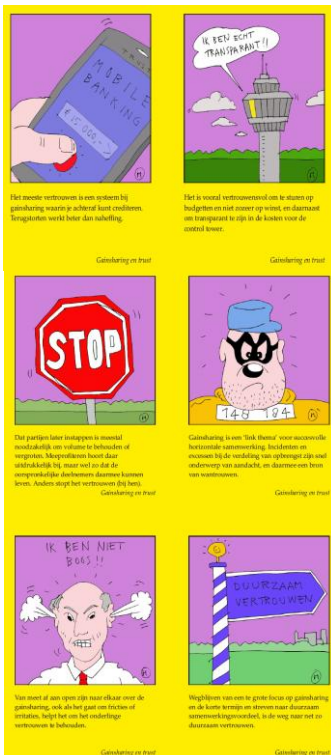 TRUST
MOBILE
BANKING
€ 15.000,-
Het meeste vertrouwen is een systeem bij
gainsharing waarin je achteraf kunt crediteren.
Terugstorten werkt beter dan naheffing.
Gainsharing en trust
IK BEN ECHT
TRANSPARANT!!
Het is vooral vertrouwensvol om te sturen op
budgetten en niet zozeer op winst, en daarnaast
om transparant te zijn in de kosten voor de
control tower.
Gainsharing en trust
STOP
Dat partijen later instappen is meestal
noodzakelijk om volume te behouden of
vergroten. Meeprofiteren hoort daar
uitdrukkelijk bij, maar wel zo dat de
oorspronkelijke deelnemers daarmee kunnen
leven. Anders stopt het vertrouwen (bij hen).
Gainsharing en trust
Gainsharing is een 'link thema' voor succesvolle
horizontale samenwerking. Incidenten en
excessen bij de verdeling van opbrengst zijn snel
onderwerp van aandacht, en daarmee een bron
van wantrouwen.
Gainsharing en trust
IK BEN NIET
BOOS!!
Van meet af aan open zijn naar elkaar over de
gainsharing, ook als het gaat om fricties of
irritaties, helpt het om het onderlinge
vertrouwen te behouden.
Gainsharing en trust
DUURZAAM
VERTROUWEN
Wegblijven van een te grote focus op gainsharing
en de korte termijn en streven naar duurzaam
samenwerkingsvoordeel, is de weg naar net zo
duurzaam vertrouwen.
Gainsharing en trust